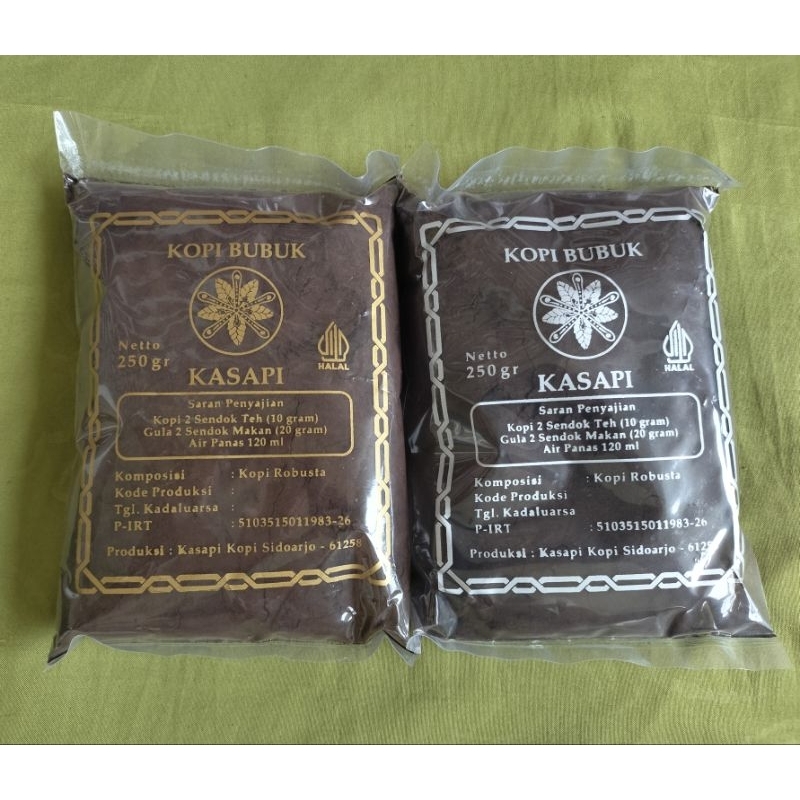 KOPI BUBUK
Netto
250 gr
HALAL
KASAPI
Saran Penyajian
Kopi 2 Sendok Teh (10 gram)
Gula 2 Sendok Makan (20 gram)
Air Panas 120 ml
Komposisi : Kopi Robusta
Kode Produksi :
Tgl. Kadaluarsa :
P-IRT : 5103515011983-26
Produksi : Kasapi Kopi Sidoarjo - 61258
KOPI BUBUK
Netto
250 gr
HALAL
KASAPI
Saran Penyajian
Kopi 2 Sendok Teh (10 gram)
Gula 2 Sendok Makan (20 gram)
Air Panas 120 ml
Komposisi : Kopi Robusta
Kode Produksi :
Tgl. Kadaluarsa :
P-IRT : 5103515011983-26
Produksi : Kasapi Kopi Sidoarjo - 61258